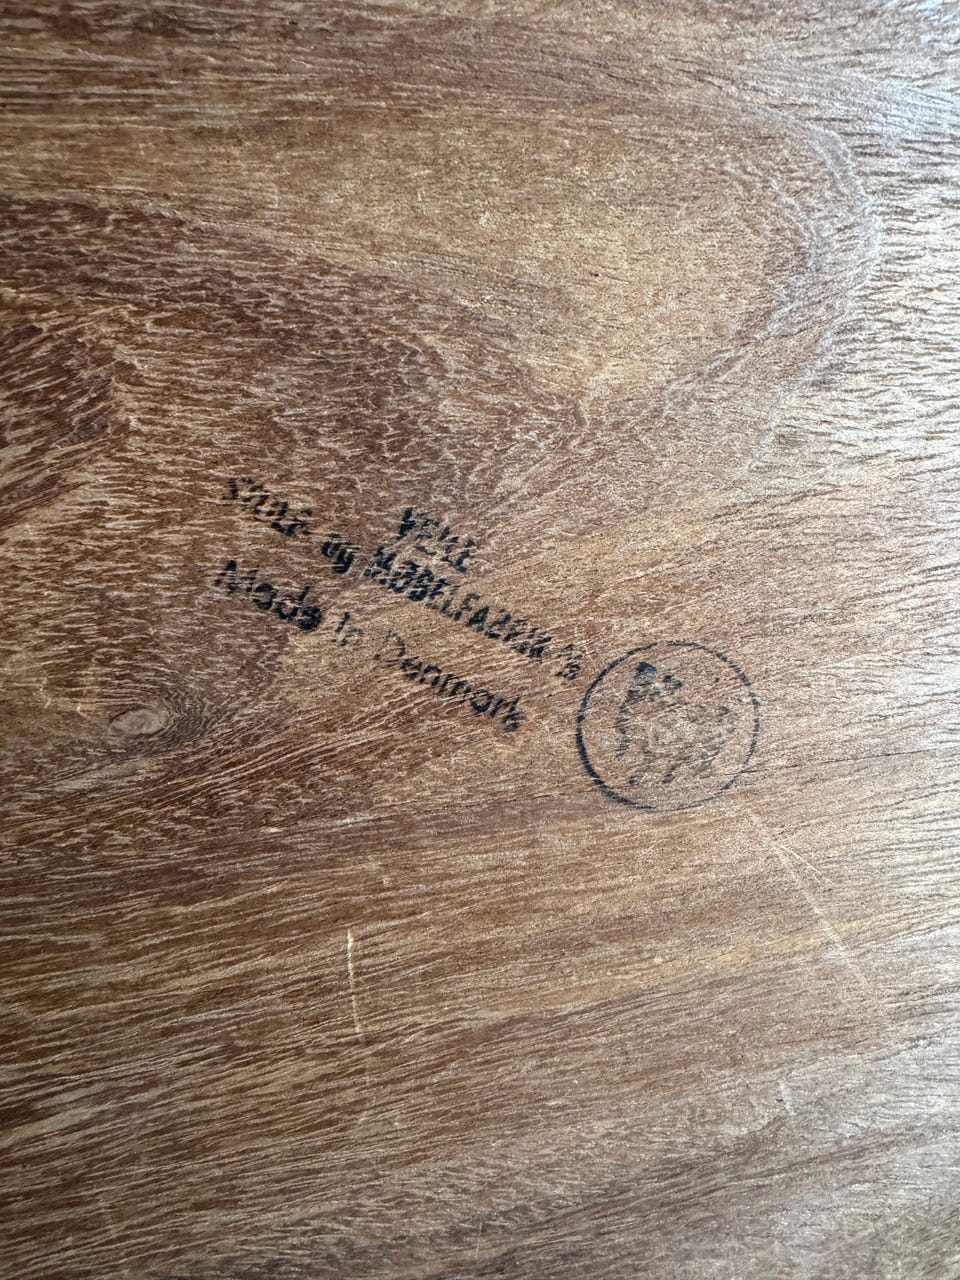 VEJLE
STOLE og MØBELFABRIK A/S
Made in Denmark